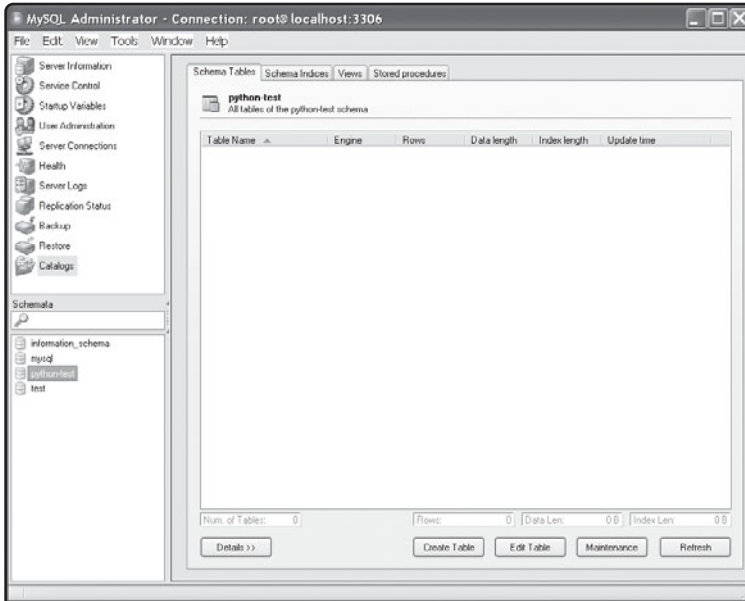 MySQL Administrator - Connection: root@localhost:3306
File Edit View Tools Window Help
Server Information
Service Control
Startup Variables
User Administration
Server Connections
Health
Server Logs
Replication Status
Backup
Restore
Catalogs
Schemata
information_schema
mysql
python-test
test
Schema Tables Schema Indices Views Stored procedures
python-test
All tables of the python-test schema
Table Name Engine Rows Data length Index length Update time
Num. of Tables: 0 Rows: 0 Data Len: 0 B Index Len: 0 B
Details >> Create Table Edit Table Maintenance Refresh